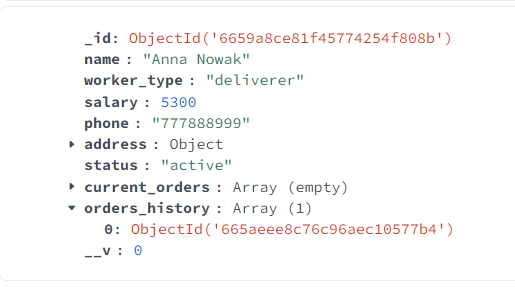 _id: ObjectId('6659a8ce81f45774254f808b')
name : "Anna Nowak"
worker_type : "deliverer"
salary : 5300
phone : "777888999"
address : Object
status : "active"
current_orders : Array (empty)
orders_history : Array (1)
0: ObjectId('665aeee8c76c96aec10577b4')
__v : 0